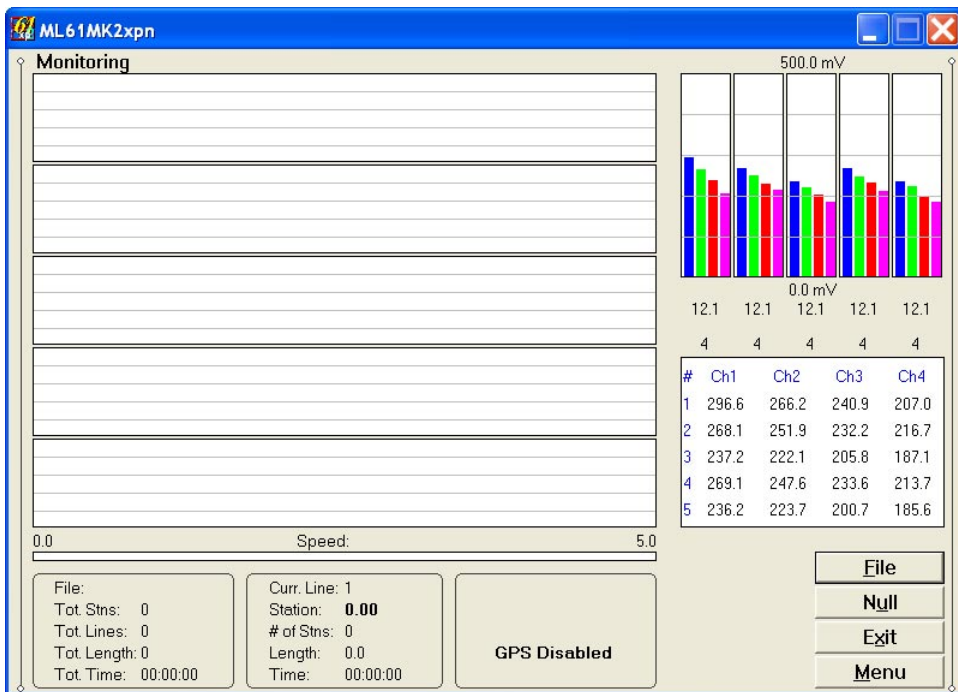 ML61MK2xpn
Monitoring
500.0 mV
0.0 mV
12.1 12.1 12.1 12.1 12.1
4 4 4 4 4
# Ch1 Ch2 Ch3 Ch4
1 296.6 266.2 240.9 207.0
2 268.1 251.9 232.2 216.7
3 237.2 222.1 205.8 187.1
4 269.1 247.6 233.6 213.7
5 236.2 223.7 200.7 185.6
0.0 Speed: 5.0
File:
Tot. Stns: 0
Tot. Lines: 0
Tot. Length: 0
Tot. Time: 00:00:00
Curr. Line: 1
Station: 0.00
# of Stns: 0
Length: 0.0
Time: 00:00:00
GPS Disabled
File
Null
Exit
Menu